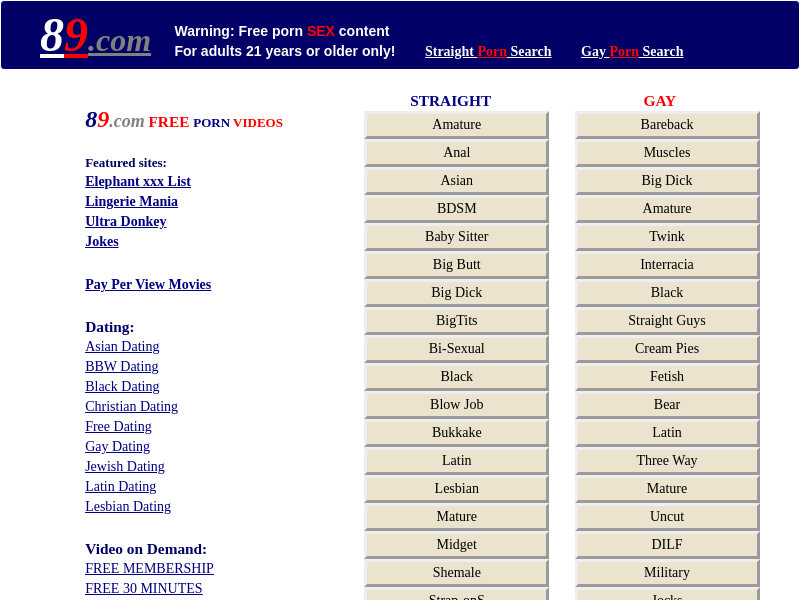 89.com
Warning: Free porn SEX content
For adults 21 years or older only!
Straight Porn Search
Gay Porn Search
89.com FREE PORN VIDEOS
Featured sites:
Elephant xxx List
Lingerie Mania
Ultra Donkey
Jokes
Pay Per View Movies
Dating:
Asian Dating
BBW Dating
Black Dating
Christian Dating
Free Dating
Gay Dating
Jewish Dating
Latin Dating
Lesbian Dating
Video on Demand:
FREE MEMBERSHIP
FREE 30 MINUTES
STRAIGHT
Amature
Anal
Asian
BDSM
Baby Sitter
Big Butt
Big Dick
BigTits
Bi-Sexual
Black
Blow Job
Bukkake
Latin
Lesbian
Mature
Midget
Shemale
Strap-onS
GAY
Bareback
Muscles
Big Dick
Amature
Twink
Interracia
Black
Straight Guys
Cream Pies
Fetish
Bear
Latin
Three Way
Mature
Uncut
DILF
Military
Jocks